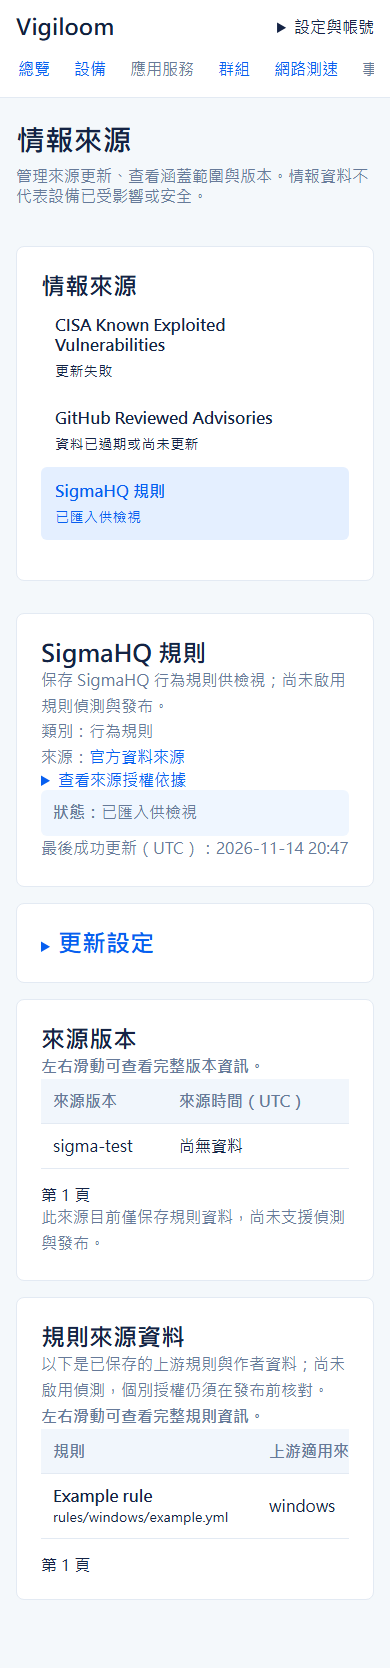 Vigiloom
▶ 設定與帳號
總覽 設備 應用服務 群組 網路測速
情報來源
管理來源更新、查看涵蓋範圍與版本。情報資料不
代表設備已受影響或安全。
情報來源
CISA Known Exploited
Vulnerabilities
更新失敗
GitHub Reviewed Advisories
資料已過期或尚未更新
SigmaHQ 規則
已匯入供檢視
SigmaHQ 規則
保存 SigmaHQ 行為規則供檢視；尚未啟用
規則偵測與發布。
類別：行為規則
來源：官方資料來源
▶ 查看來源授權依據
狀態：已匯入供檢視
最後成功更新（UTC）：2026-11-14 20:47
▶ 更新設定
來源版本
左右滑動可查看完整版本資訊。
來源版本 來源時間（UTC）
sigma-test 尚無資料
第 1 頁
此來源目前僅保存規則資料，尚未支援偵測
與發布。
規則來源資料
以下是已保存的上游規則與作者資料；尚未
啟用偵測，個別授權仍須在發布前核對。
左右滑動可查看完整規則資訊。
規則 上游適用來
Example rule
rules/windows/example.yml
windows
第 1 頁